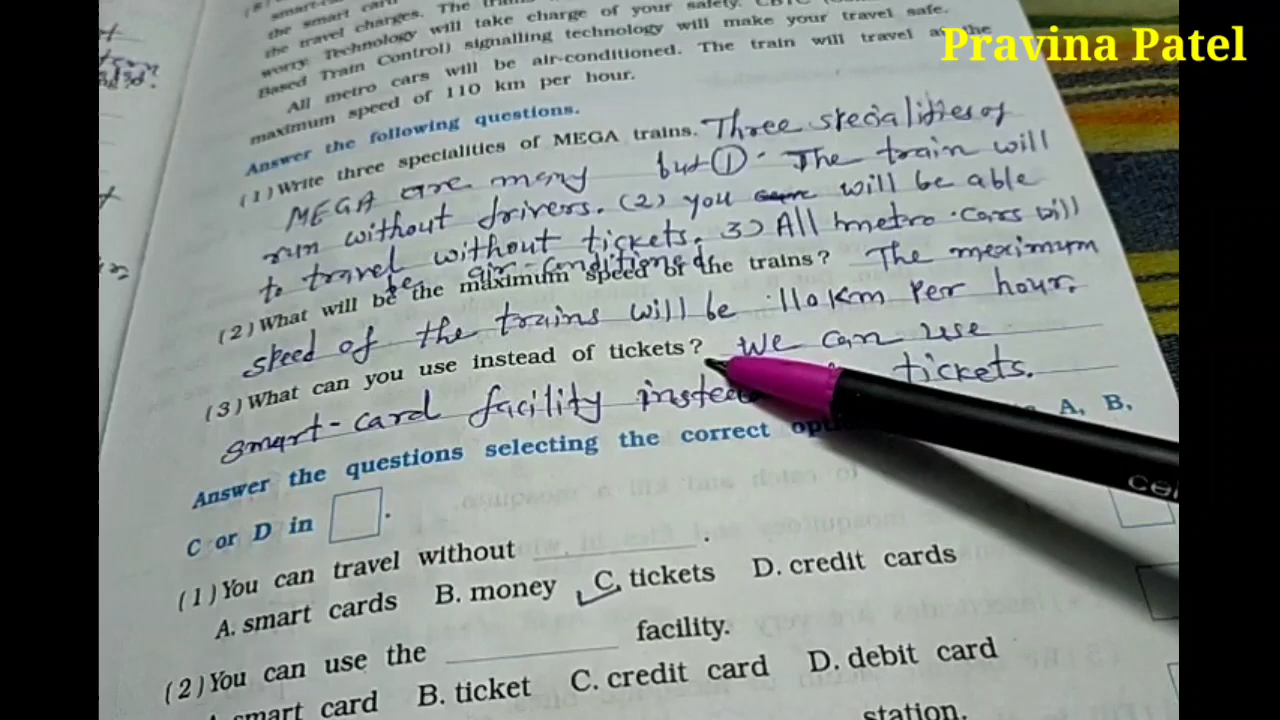 Pravina Patel
smart
the smart card
the travel charges. The trains
worry. Technology will take charge of your safety. CBTC
Based Train Control) signalling technology will make your travel safe.
All metro cars will be air-conditioned. The train will travel at the
maximum speed of 110 km per hour.
Answer the following questions.
(1) Write three specialities of MEGA trains. Three specialities of
MEGA are many but ① The train will
run without drivers. (2) you will be able
to travel without tickets. 3) All metro cars will
be air-conditioned.
(2) What will be the maximum speed of the trains? The meximum
speed of the trains will be 110 km per hour.
(3) What can you use instead of tickets? We can use
smart-card facility instead tickets.
Answer the questions selecting the correct A, B,
C or D in .
(1) You can travel without ________ .
A. smart cards B. money C. tickets D. credit cards
(2) You can use the ________ facility.
A. smart card B. ticket C. credit card D. debit card
station.